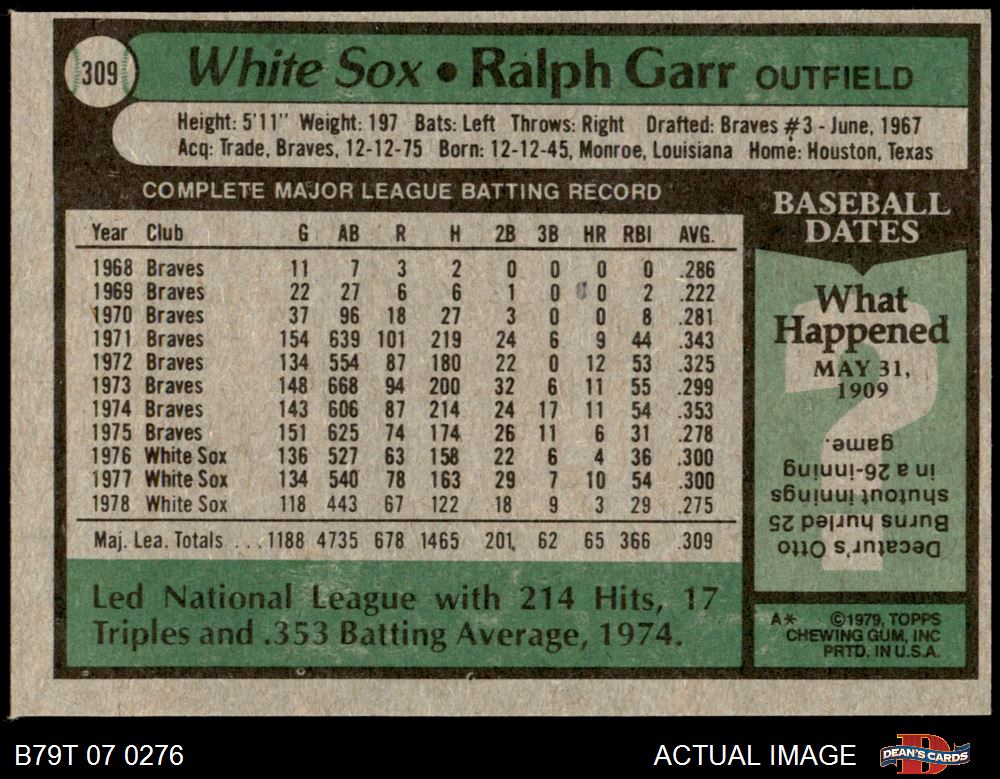 309
White Sox • Ralph Garr OUTFIELD
Height: 5'11" Weight: 197 Bats: Left Throws: Right Drafted: Braves #3 - June, 1967
Acq: Trade, Braves, 12-12-75 Born: 12-12-45, Monroe, Louisiana Home: Houston, Texas
COMPLETE MAJOR LEAGUE BATTING RECORD
Year Club G AB R H 2B 3B HR RBI AVG.
1968 Braves 11 7 3 2 0 0 0 0 .286
1969 Braves 22 27 6 6 1 0 0 2 .222
1970 Braves 37 96 18 27 3 0 0 8 .281
1971 Braves 154 639 101 219 24 6 9 44 .343
1972 Braves 134 554 87 180 22 0 12 53 .325
1973 Braves 148 668 94 200 32 6 11 55 .299
1974 Braves 143 606 87 214 24 17 11 54 .353
1975 Braves 151 625 74 174 26 11 6 31 .278
1976 White Sox 136 527 63 158 22 6 4 36 .300
1977 White Sox 134 540 78 163 29 7 10 54 .300
1978 White Sox 118 443 67 122 18 9 3 29 .275
Maj. Lea. Totals ... 1188 4735 678 1465 201 62 65 366 .309
Led National League with 214 Hits, 17
Triples and .353 Batting Average, 1974.
BASEBALL
DATES
What
Happened
MAY 31,
1909
?
Decatur's Otto
Burns hurled 25
shutout innings
in a 26-inning
game.
A* ©1979, TOPPS
CHEWING GUM, INC
PRTD. IN U.S.A.
B79T 07 0276
ACTUAL IMAGE
DEAN'S CARDS